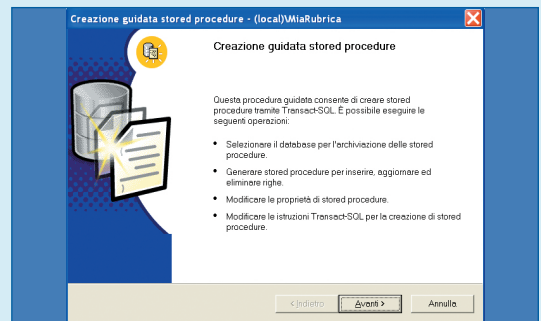 Creazione guidata stored procedure - (local)\MiaRubrica
Creazione guidata stored procedure
Questa procedura guidata consente di creare stored
procedure tramite Transact-SQL. È possibile eseguire le
seguenti operazioni:
• Selezionare il database per l'archiviazione delle stored
procedure.
• Generare stored procedure per inserire, aggiornare ed
eliminare righe.
• Modificare le proprietà di stored procedure.
• Modificare le istruzioni Transact-SQL per la creazione di stored
procedure.
< Indietro Avanti > Annulla